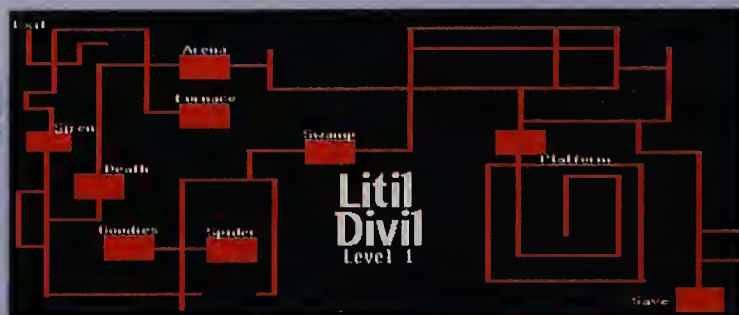 Exit
Arena
Furnace
Siren
Swamp
Platform
Death
Litil
Divil
Level 1
Goodies
Spider
Save